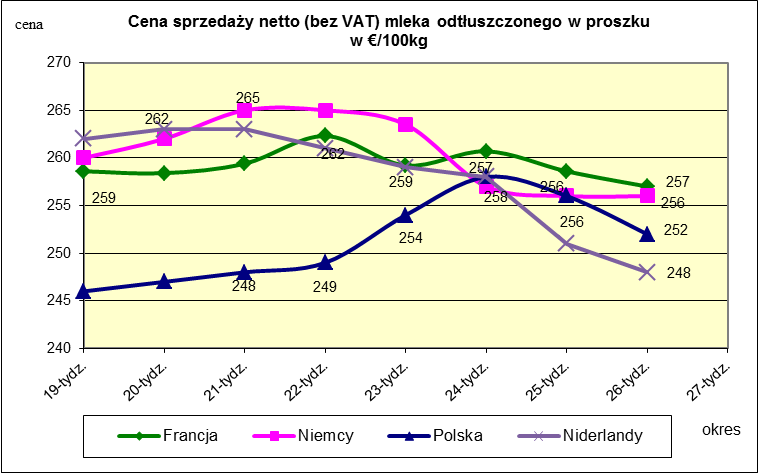 cena
Cena sprzedaży netto (bez VAT) mleka odtłuszczonego w proszku
w €/100kg
270
265
260
255
250
245
240
262
265
262
259
257
256
257
259
258
256
256
254
252
248
249
248
19-tydz.
20-tydz.
21-tydz.
22-tydz.
23-tydz.
24-tydz.
25-tydz.
26-tydz.
27-tydz.
Francja Niemcy Polska Niderlandy
okres